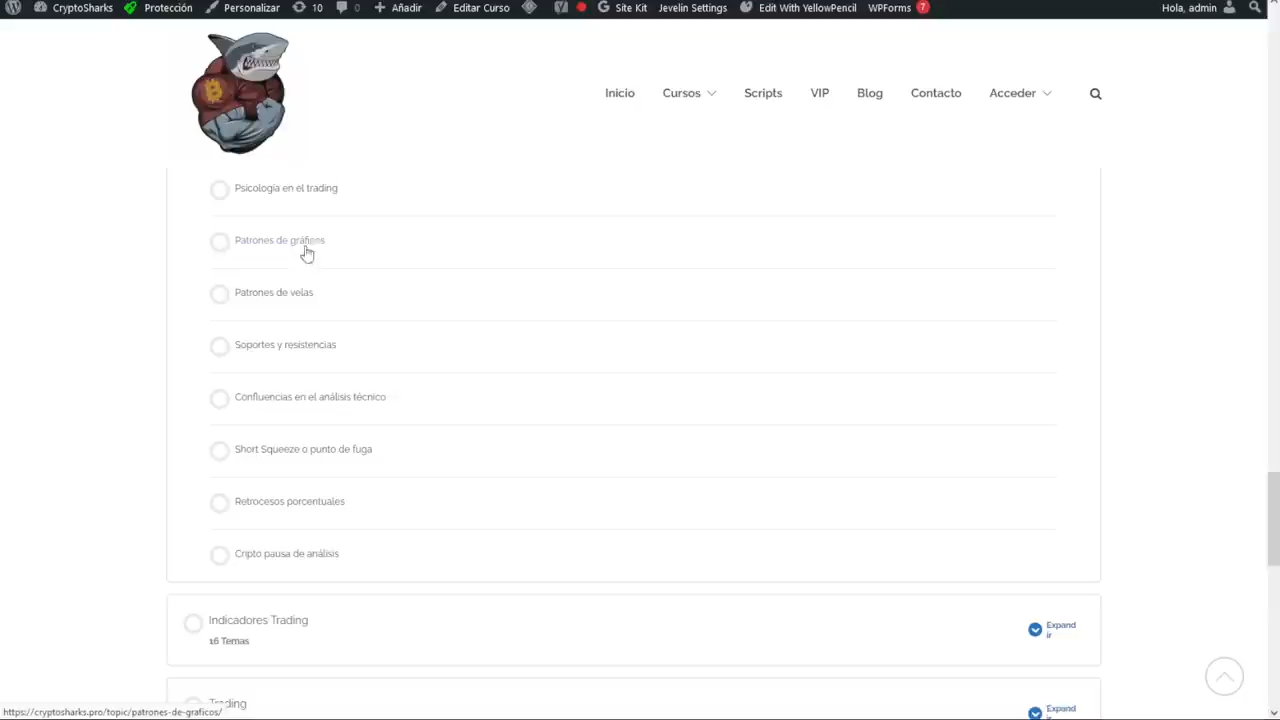 CryptoSharks Protección Personalizar 10 0 Añadir Editar Curso Site Kit Jevelin Settings Edit With YellowPencil WPForms 7 Hola, admin
Inicio Cursos Scripts VIP Blog Contacto Acceder
Psicología en el trading
Patrones de gráficos
Patrones de velas
Soportes y resistencias
Confluencias en el análisis técnico
Short Squeeze o punto de fuga
Retrocesos porcentuales
Cripto pausa de análisis
Indicadores Trading
16 Temas
Expand
ir
Trading
Expand
ir
https://cryptosharks.pro/topic/patrones-de-graficos/